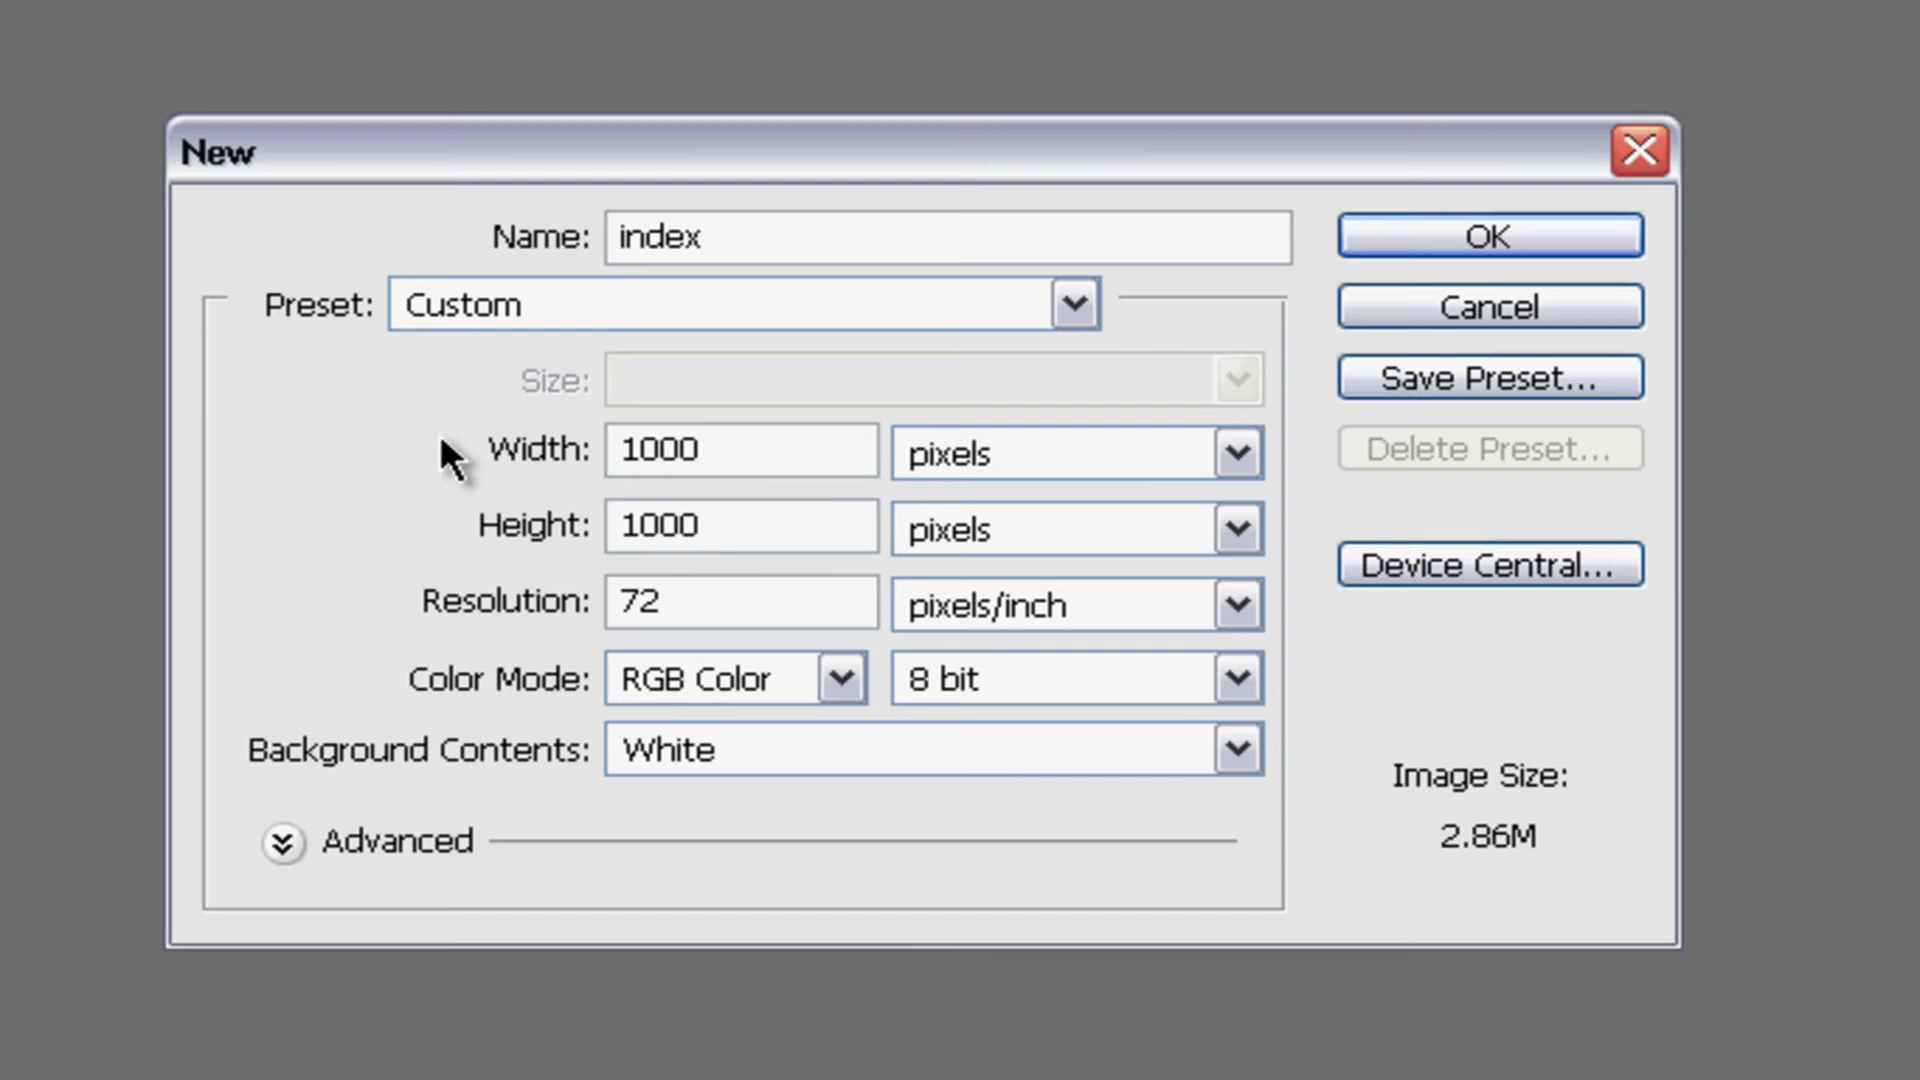 New
Name: index
OK
Preset: Custom
Cancel
Size:
Save Preset...
Width: 1000 pixels
Delete Preset...
Height: 1000 pixels
Device Central...
Resolution: 72 pixels/inch
Color Mode: RGB Color 8 bit
Background Contents: White
Image Size:
2.86M
Advanced